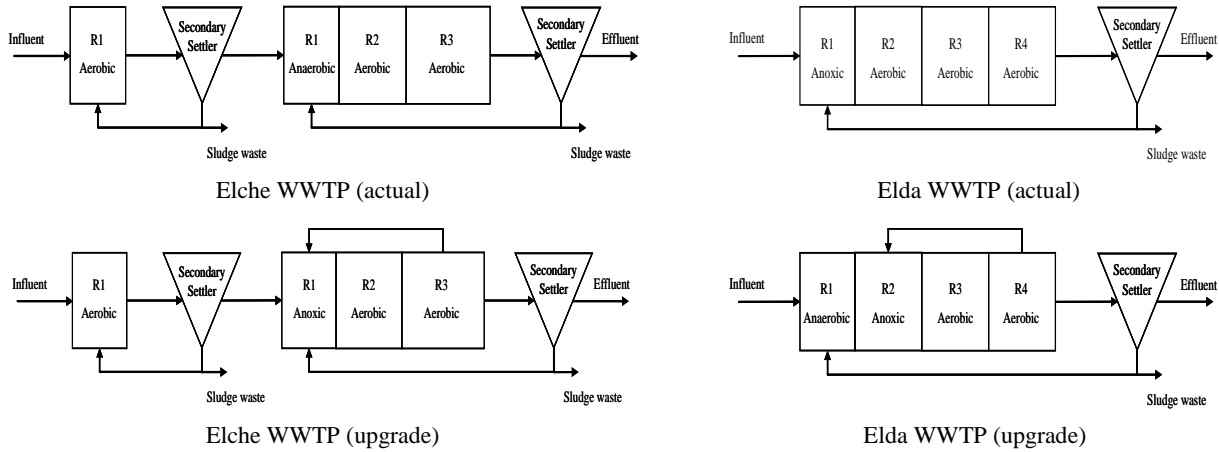 Influent
R1
Aerobic
Secondary
Settler
Sludge waste
R1
Anaerobic
R2
Aerobic
R3
Aerobic
Secondary
Settler
Effluent
Sludge waste
Elche WWTP (actual)
Influent
R1
Anoxic
R2
Aerobic
R3
Aerobic
R4
Aerobic
Secondary
Settler
Effluent
Sludge waste
Elda WWTP (actual)
Influent
R1
Aerobic
Secondary
Settler
Sludge waste
R1
Anoxic
R2
Aerobic
R3
Aerobic
Secondary
Settler
Effluent
Sludge waste
Elche WWTP (upgrade)
Influent
R1
Anaerobic
R2
Anoxic
R3
Aerobic
R4
Aerobic
Secondary
Settler
Effluent
Sludge waste
Elda WWTP (upgrade)